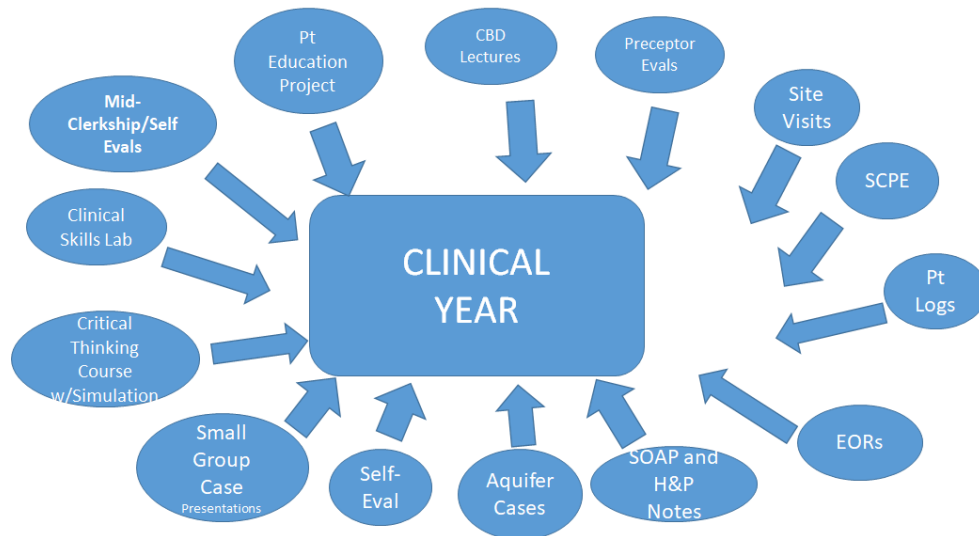 Pt
Education
Project
CBD
Lectures
Preceptor
Evals
Mid-
Clerkship/Self
Evals
Site
Visits
SCPE
Clinical
Skills Lab
CLINICAL
YEAR
Pt
Logs
Critical
Thinking
Course
w/Simulation
Small
Group
Case
Presentations
Self-
Eval
Aquifer
Cases
SOAP and
H&P
Notes
EORs